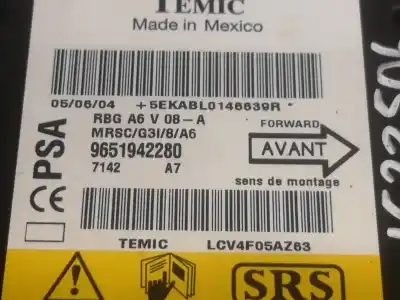 TEMIC
Made in Mexico
05/06/04 +5EKABL0146639R*
RBG A6 V 08-A
MRSC/G3I/8/A6
9651942280
7142 A7
PSA
CE
FORWARD
AVANT
sens de montage
TEMIC LCV4F05AZ63
SRS